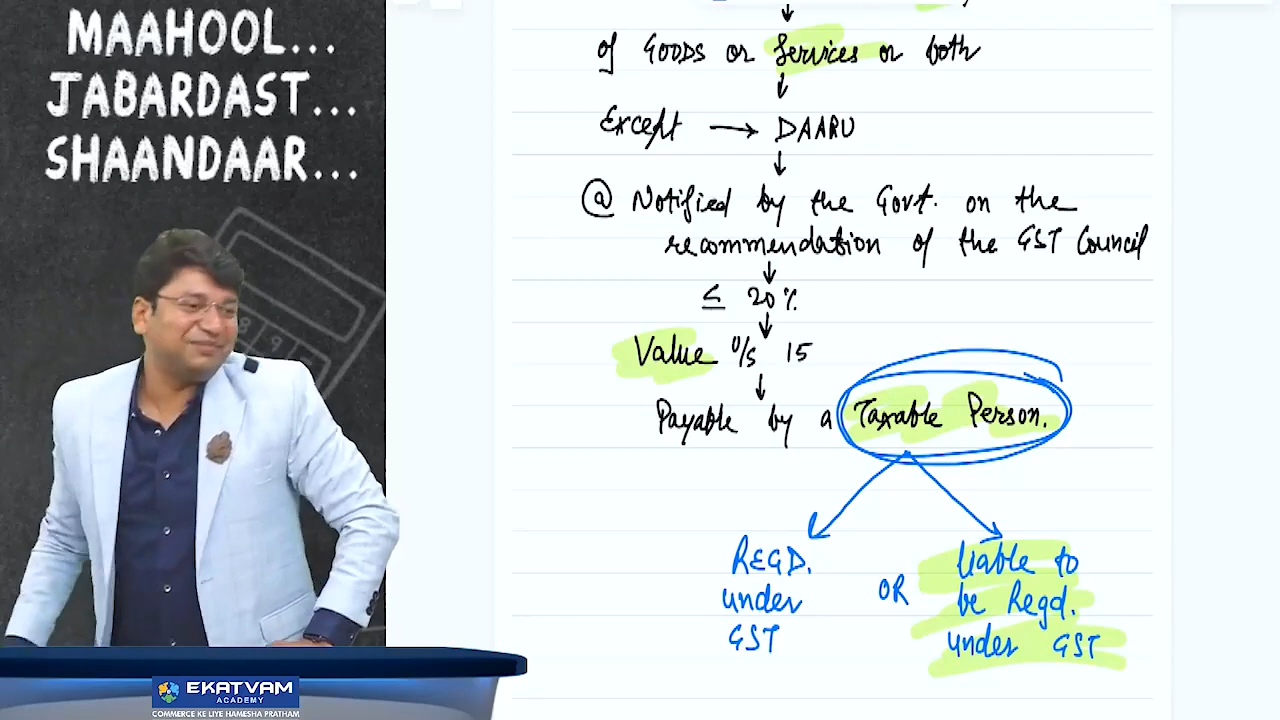 MAAHOOL...
JABARDAST...
SHAANDAAR...
of GOODS or Services or both
Except → DAARU
@ Notified by the Govt. on the
recommendation of the GST Council
≤ 20%
Value u/s 15
Payable by a Taxable Person.
REGD.
under
GST
OR
liable to
be Regd.
under GST
EKATVAM
ACADEMY
COMMERCE KE LIYE HAMESHA PRATHAM